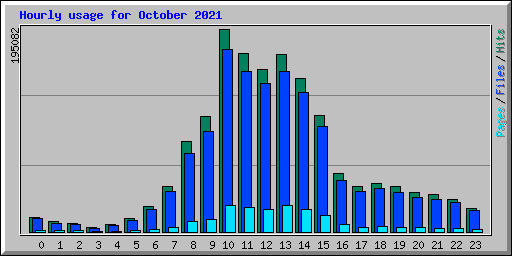 Hourly usage for October 2021
195082
Pages/Files/Hits
0 1 2 3 4 5 6 7 8 9 10 11 12 13 14 15 16 17 18 19 20 21 22 23